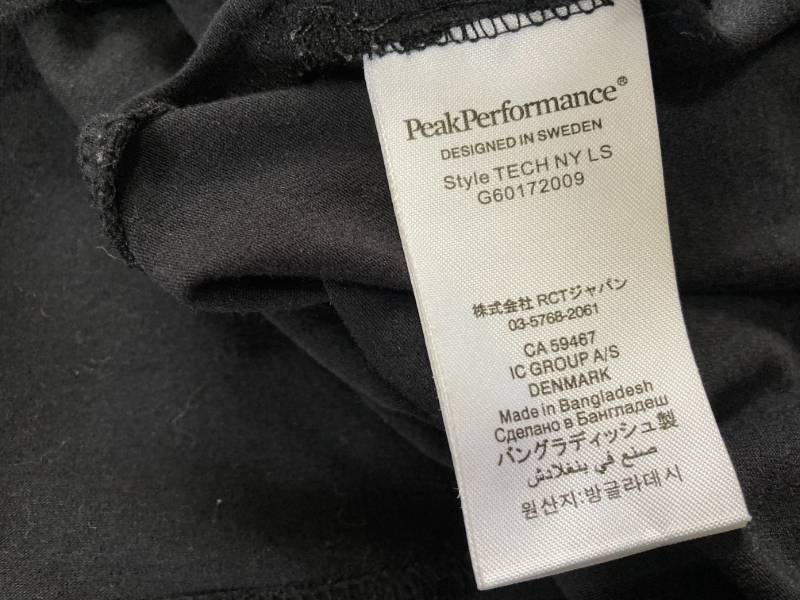 PeakPerformance®
DESIGNED IN SWEDEN
Style TECH NY LS
G60172009
株式会社 RCTジャパン
03-5768-2061
CA 59467
IC GROUP A/S
DENMARK
Made in Bangladesh
Сделано в Бангладеш
バングラディッシュ製
صنع في بنغلادش
원산지:방글라데시